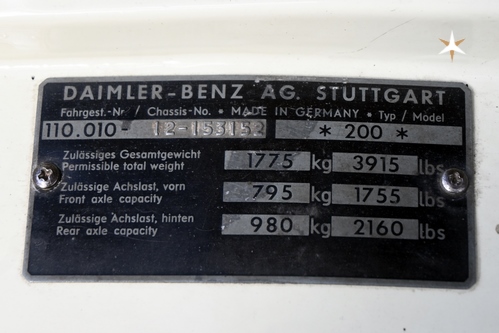 DAIMLER-BENZ AG. STUTTGART
Fahrgest.-Nr / Chassis-No. • MADE IN GERMANY • Typ / Model
110.010- 12-153152 * 200 *
Zulässiges Gesamtgewicht
Permissible total weight 1775 kg 3915 lbs
Zulässige Achslast, vorn
Front axle capacity 795 kg 1755 lbs
Zulässige Achslast, hinten
Rear axle capacity 980 kg 2160 lbs